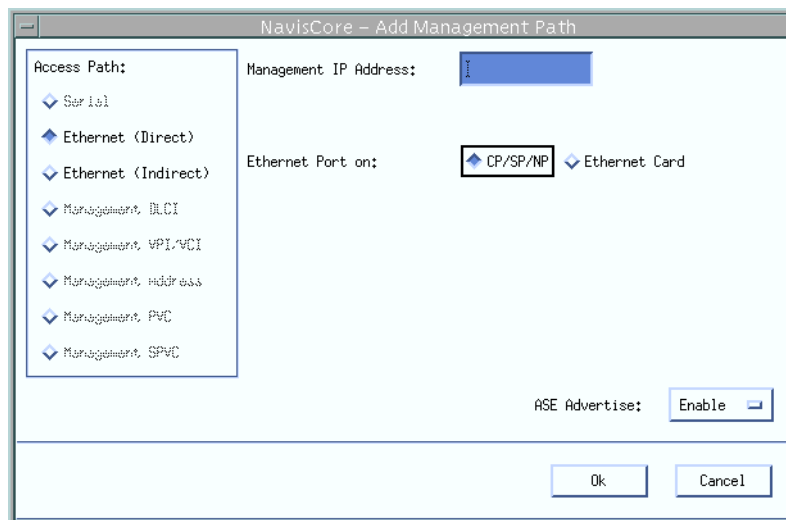 NavisCore – Add Management Path
Access Path:
Management IP Address:
Serial
Ethernet (Direct)
Ethernet (Indirect)
Ethernet Port on:
CP/SP/NP
Ethernet Card
Management DLCI
Management VPI/VCI
Management Address
Management PVC
Management SPVC
ASE Advertise:
Enable
Ok
Cancel